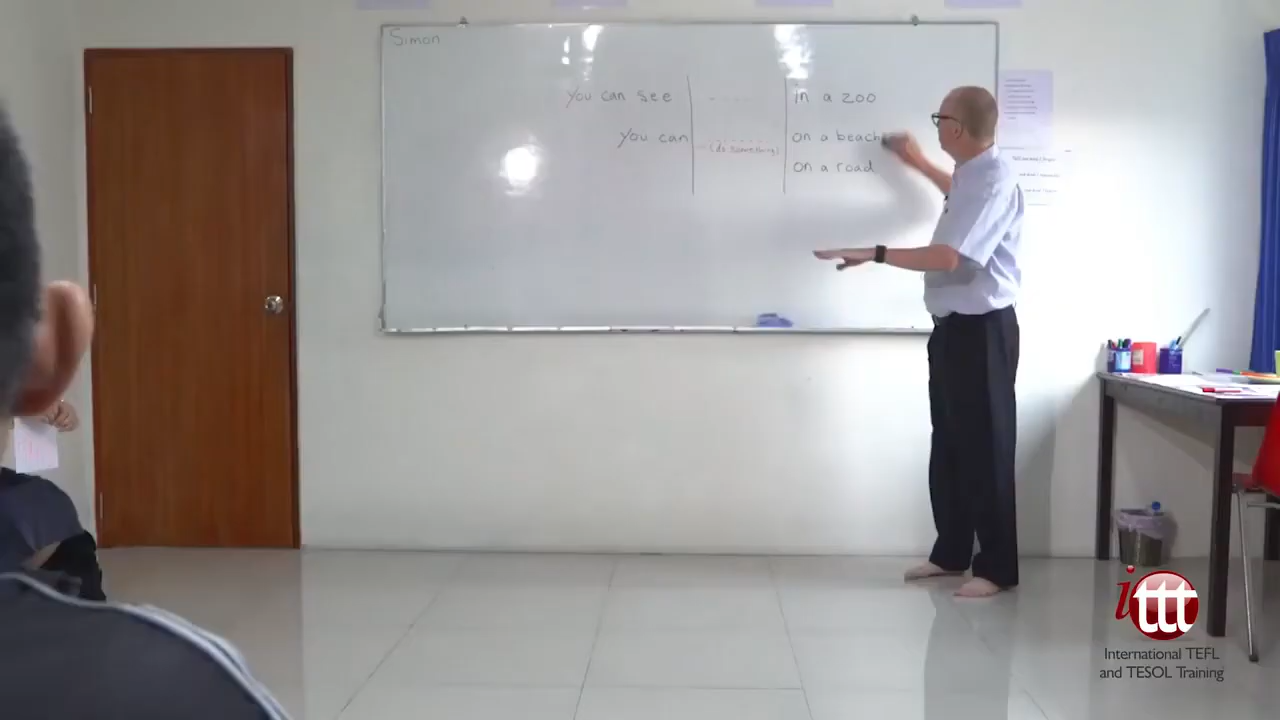 Simon
you can see - - - - in a zoo
you can - - - - - - on a beach
(do something)
on a road
ittt
International TEFL
and TESOL Training